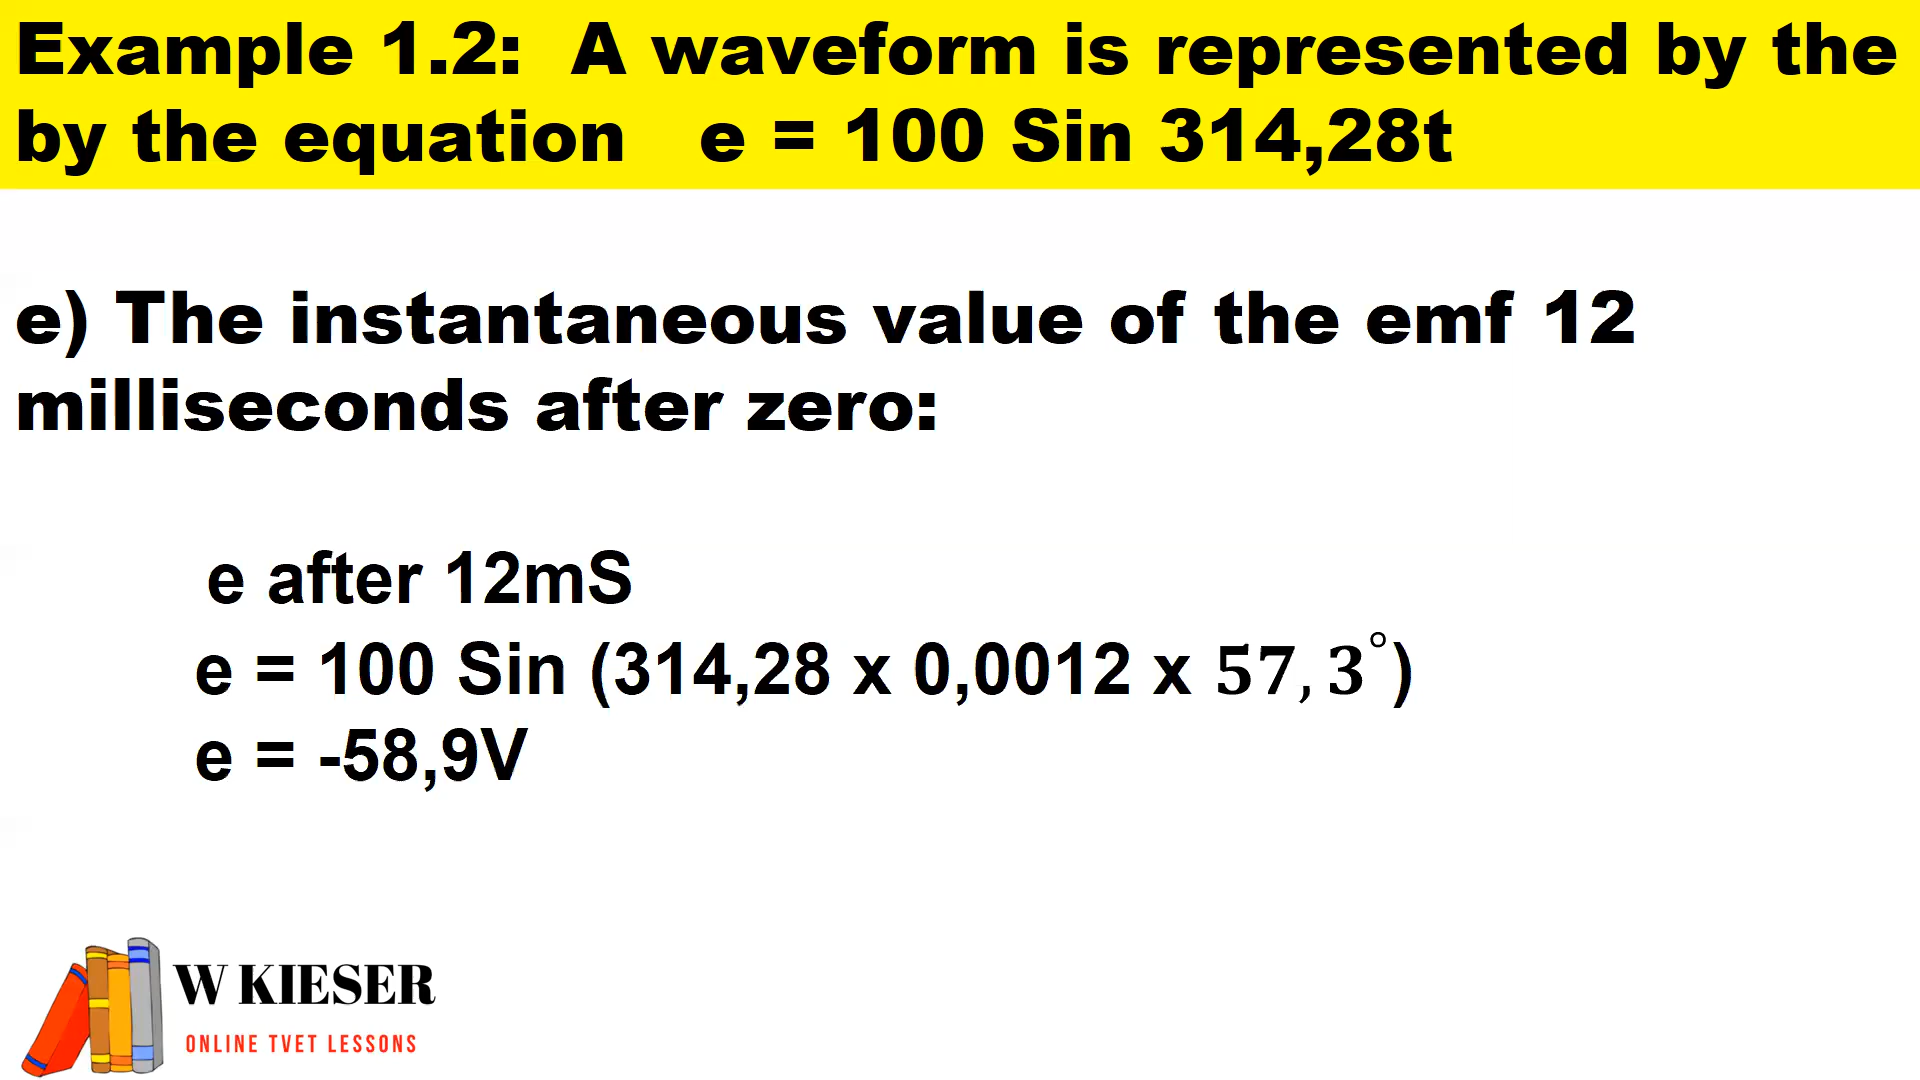 Example 1.2:  A waveform is represented by the
by the equation   e = 100 Sin 314,28t
e) The instantaneous value of the emf 12
milliseconds after zero:
e after 12mS
e = 100 Sin (314,28 x 0,0012 x 57,3°)
e = -58,9V
W KIESER
ONLINE TVET LESSONS